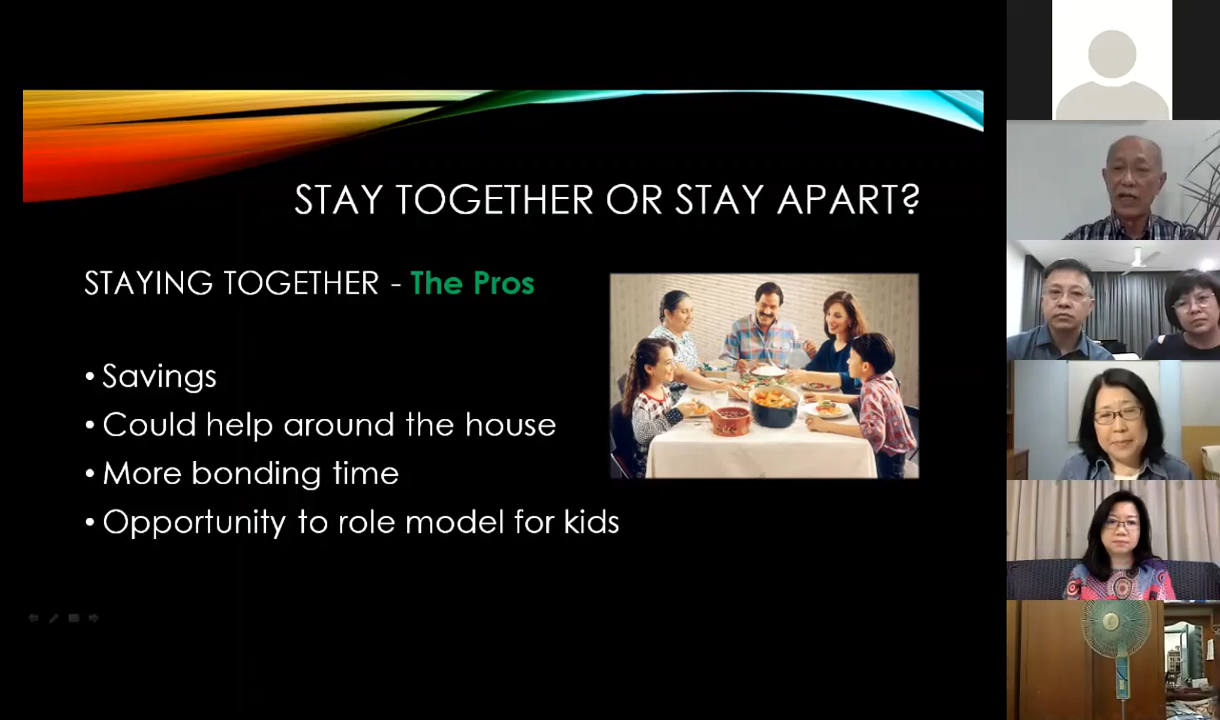 STAY TOGETHER OR STAY APART?
STAYING TOGETHER - The Pros
• Savings
• Could help around the house
• More bonding time
• Opportunity to role model for kids